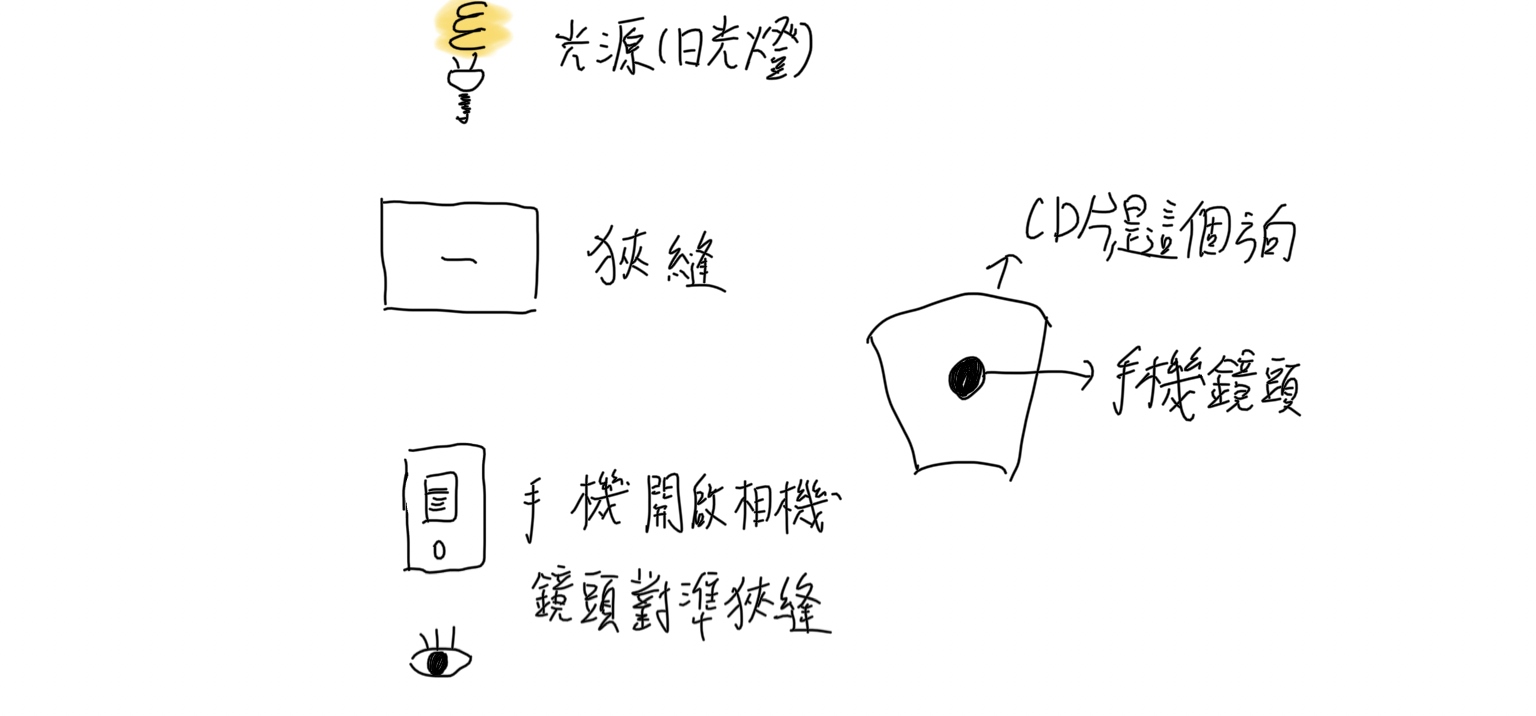 光源(日光燈)
狹縫
CD片是這個方向
手機鏡頭
手機開啟相機
鏡頭對準狹縫